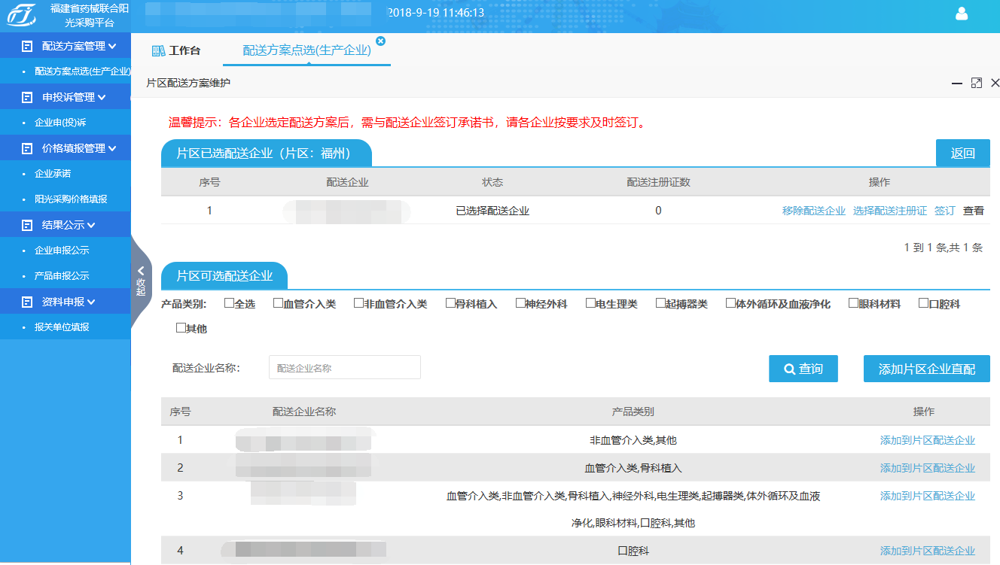 福建省药械联合阳
光采购平台
2018-9-19 11:46:13
配送方案管理
配送方案点选(生产企业)
申投诉管理
企业申(投)诉
价格填报管理
企业承诺
阳光采购价格填报
结果公示
企业申报公示
产品申报公示
资料申报
报关单位填报
收起
工作台
配送方案点选(生产企业)
片区配送方案维护
温馨提示：各企业选定配送方案后，需与配送企业签订承诺书，请各企业按要求及时签订。
片区已选配送企业（片区：福州） 返回
序号 配送企业 状态 配送注册证数 操作
1 已选择配送企业 0 移除配送企业 选择配送注册证 签订 查看
1 到 1 条,共 1 条
片区可选配送企业
产品类别: 全选 血管介入类 非血管介入类 骨科植入 神经外科 电生理类 起搏器类 体外循环及血液净化 眼科材料 口腔科
其他
配送企业名称： 配送企业名称 查询 添加片区企业直配
序号 配送企业名称 产品类别 操作
1 非血管介入类,其他 添加到片区配送企业
2 血管介入类,骨科植入 添加到片区配送企业
3 血管介入类,非血管介入类,骨科植入,神经外科,电生理类,起搏器类,体外循环及血液 添加到片区配送企业
净化,眼科材料,口腔科,其他
4 口腔科 添加到片区配送企业